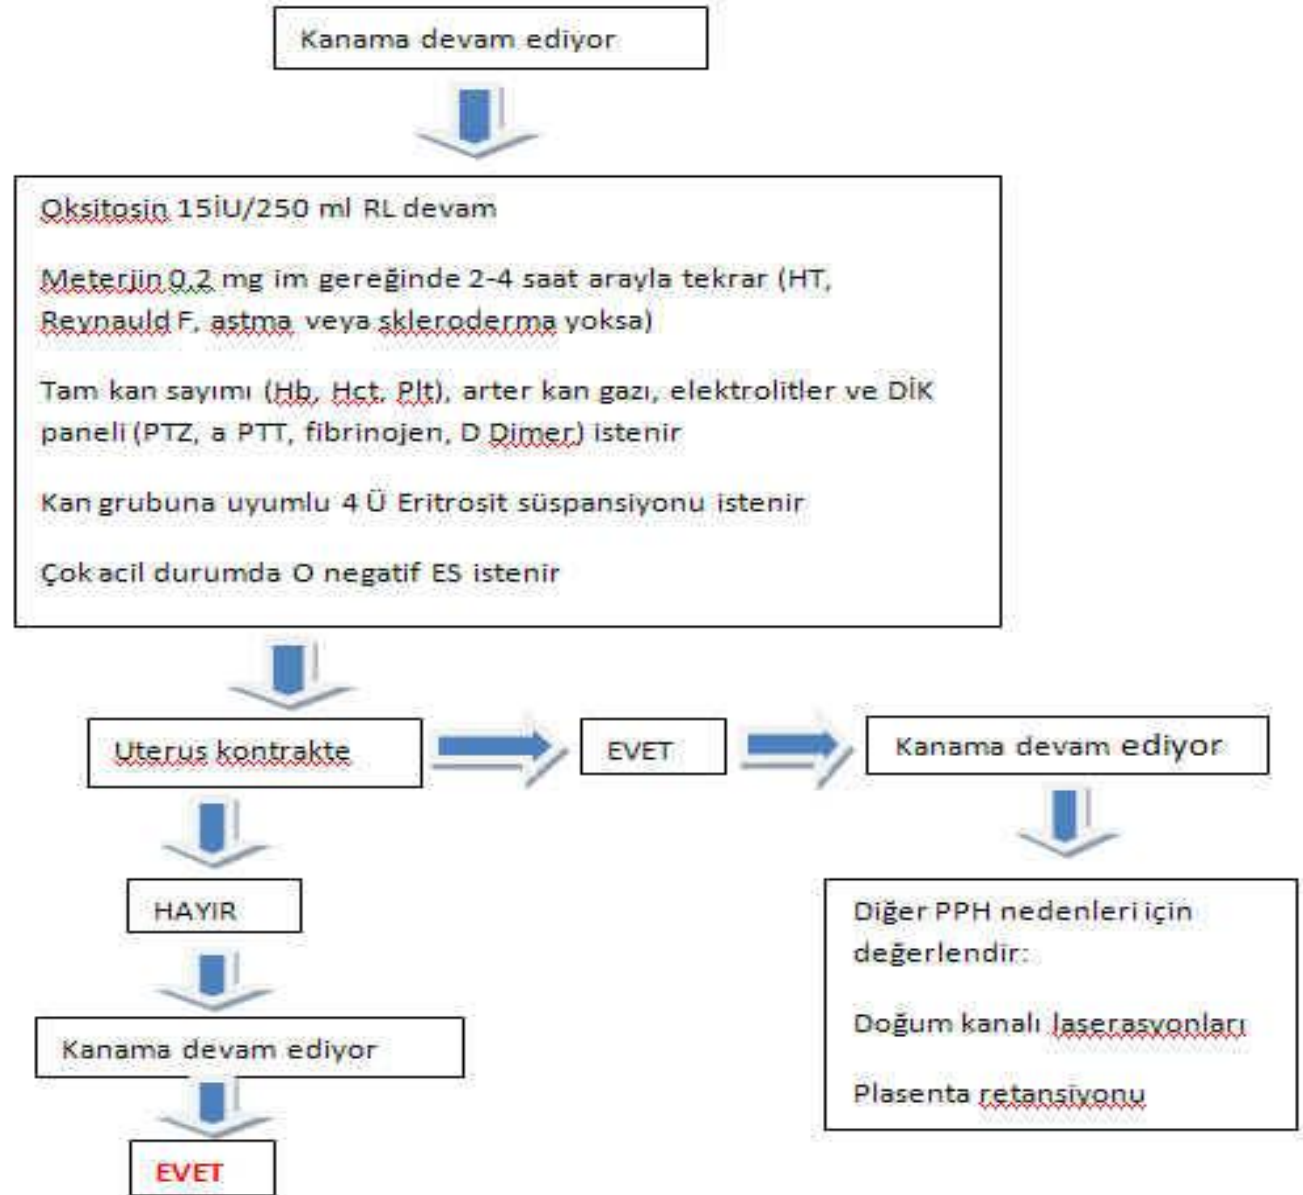 Kanama devam ediyor
Oksitosin 15İU/250 ml RL devam
Meterjin 0,2 mg im gereğinde 2-4 saat arayla tekrar (HT,
Reynauld F, astma veya skleroderma yoksa)
Tam kan sayımı (Hb, Hct, Plt), arter kan gazı, elektrolitler ve DİK
paneli (PTZ, a PTT, fibrinojen, D Dimer) istenir
Kan grubuna uyumlu 4 Ü Eritrosit süspansiyonu istenir
Çok acil durumda O negatif ES istenir
Uterus kontrakte
EVET
Kanama devam ediyor
HAYIR
Kanama devam ediyor
EVET
Diğer PPH nedenleri için
değerlendir:
Doğum kanalı laserasyonları
Plasenta retansiyonu